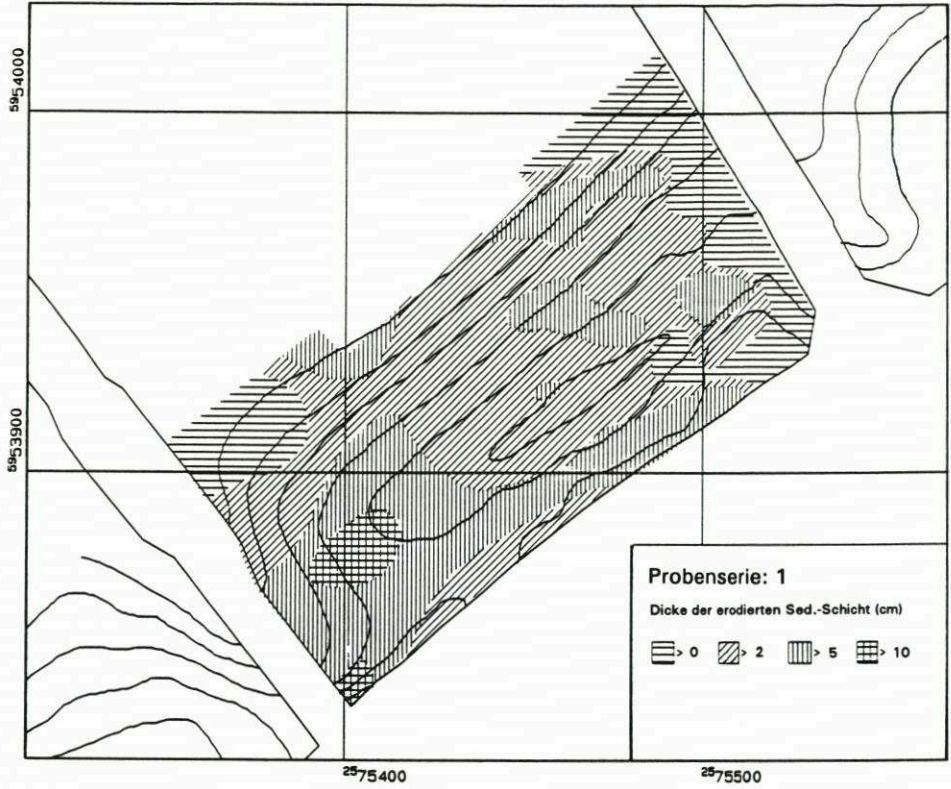 ⁵⁹54000
⁵⁹53900
Probenserie: 1
Dicke der erodierten Sed.-Schicht (cm)
> 0 > 2 > 5 > 10
²⁵75400 ²⁵75500